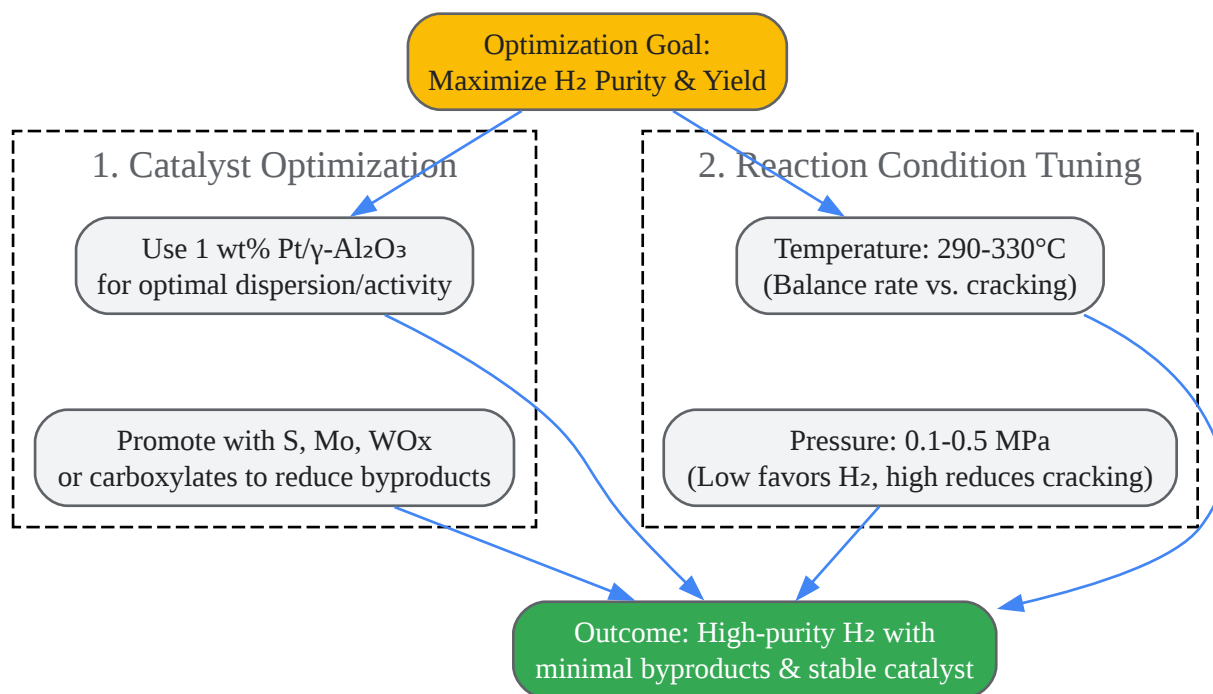 Optimization Goal:
Maximize H₂ Purity & Yield
1. Catalyst Optimization
Use 1 wt% Pt/γ-Al₂O₃
for optimal dispersion/activity
Promote with S, Mo, WOx
or carboxylates to reduce byproducts
2. Reaction Condition Tuning
Temperature: 290-330°C
(Balance rate vs. cracking)
Pressure: 0.1-0.5 MPa
(Low favors H₂, high reduces cracking)
Outcome: High-purity H₂ with
minimal byproducts & stable catalyst